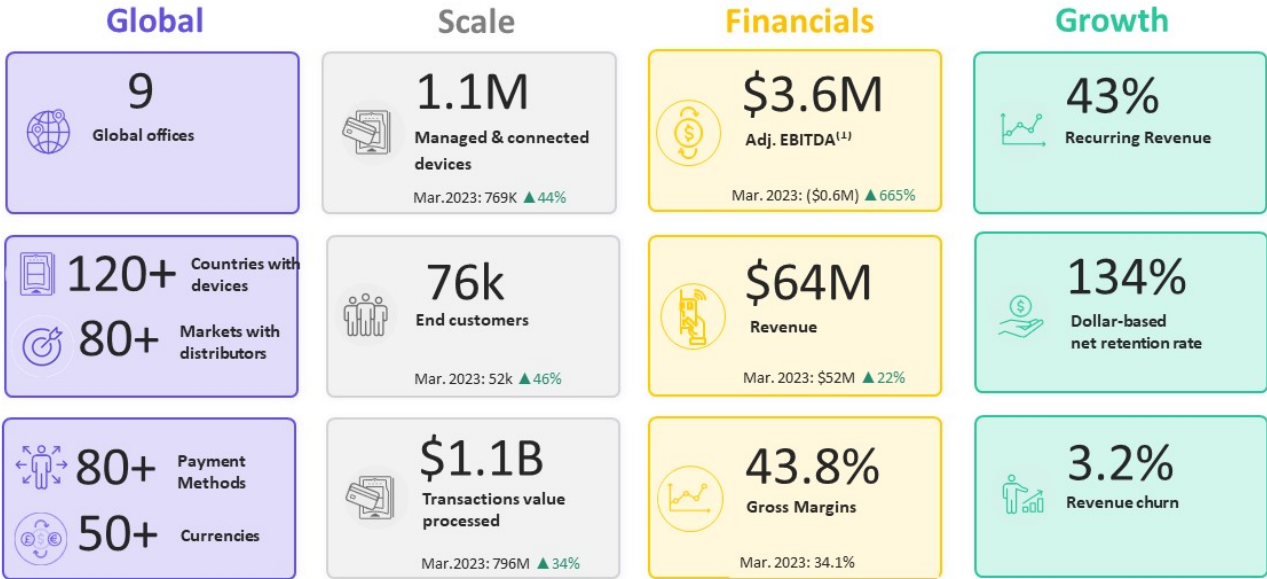 Global
9
Global offices
120+ Countries with
devices
80+ Markets with
distributors
80+ Payment
Methods
50+ Currencies
Scale
1.1M
Managed & connected
devices
Mar.2023: 769K ▲44%
76k
End customers
Mar. 2023: 52k ▲46%
$1.1B
Transactions value
processed
Mar.2023: 796M ▲34%
Financials
$3.6M
Adj. EBITDA⁽¹⁾
Mar. 2023: ($0.6M) ▲665%
$64M
Revenue
Mar. 2023: $52M ▲22%
43.8%
Gross Margins
Mar. 2023: 34.1%
Growth
43%
Recurring Revenue
134%
Dollar-based
net retention rate
3.2%
Revenue churn